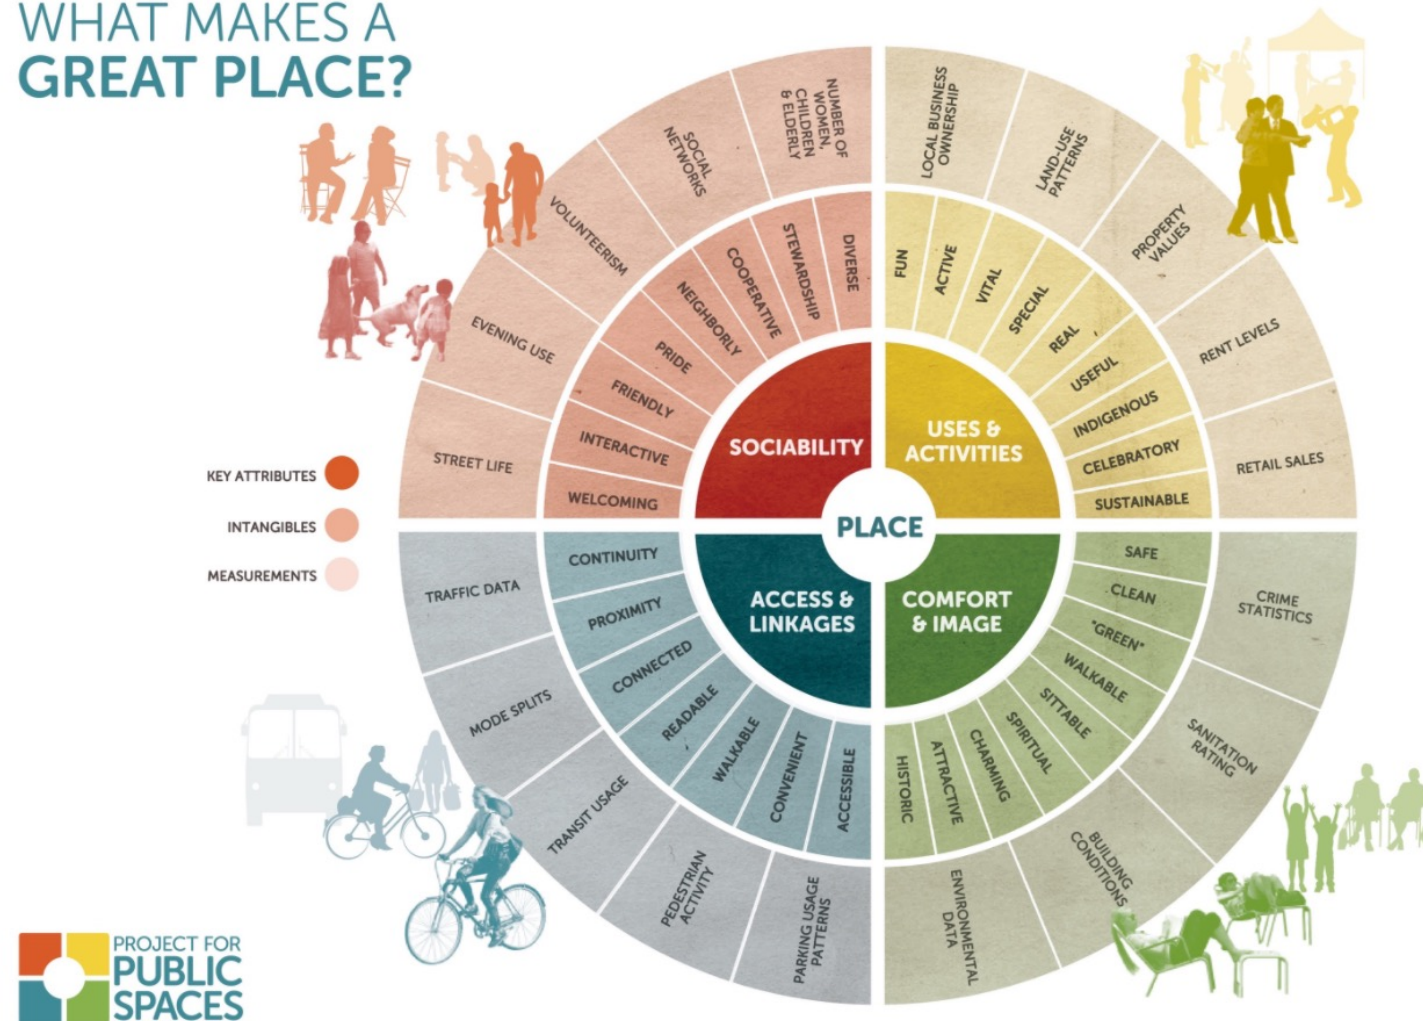 WHAT MAKES A
GREAT PLACE?
KEY ATTRIBUTES
INTANGIBLES
MEASUREMENTS
PLACE
SOCIABILITY
WELCOMING
INTERACTIVE
FRIENDLY
PRIDE
NEIGHBORLY
COOPERATIVE
STEWARDSHIP
DIVERSE
STREET LIFE
EVENING USE
VOLUNTEERISM
SOCIAL
NETWORKS
NUMBER OF
WOMEN,
CHILDREN
& ELDERLY
USES &
ACTIVITIES
FUN
ACTIVE
VITAL
SPECIAL
REAL
USEFUL
INDIGENOUS
CELEBRATORY
SUSTAINABLE
LOCAL BUSINESS
OWNERSHIP
LAND-USE
PATTERNS
PROPERTY
VALUES
RENT LEVELS
RETAIL SALES
COMFORT
& IMAGE
SAFE
CLEAN
"GREEN"
WALKABLE
SITTABLE
SPIRITUAL
CHARMING
ATTRACTIVE
HISTORIC
CRIME
STATISTICS
SANITATION
RATING
BUILDING
CONDITIONS
ENVIRONMENTAL
DATA
ACCESS &
LINKAGES
CONTINUITY
PROXIMITY
CONNECTED
READABLE
WALKABLE
CONVENIENT
ACCESSIBLE
TRAFFIC DATA
MODE SPLITS
TRANSIT USAGE
PEDESTRIAN
ACTIVITY
PARKING USAGE
PATTERNS
PROJECT FOR
PUBLIC
SPACES